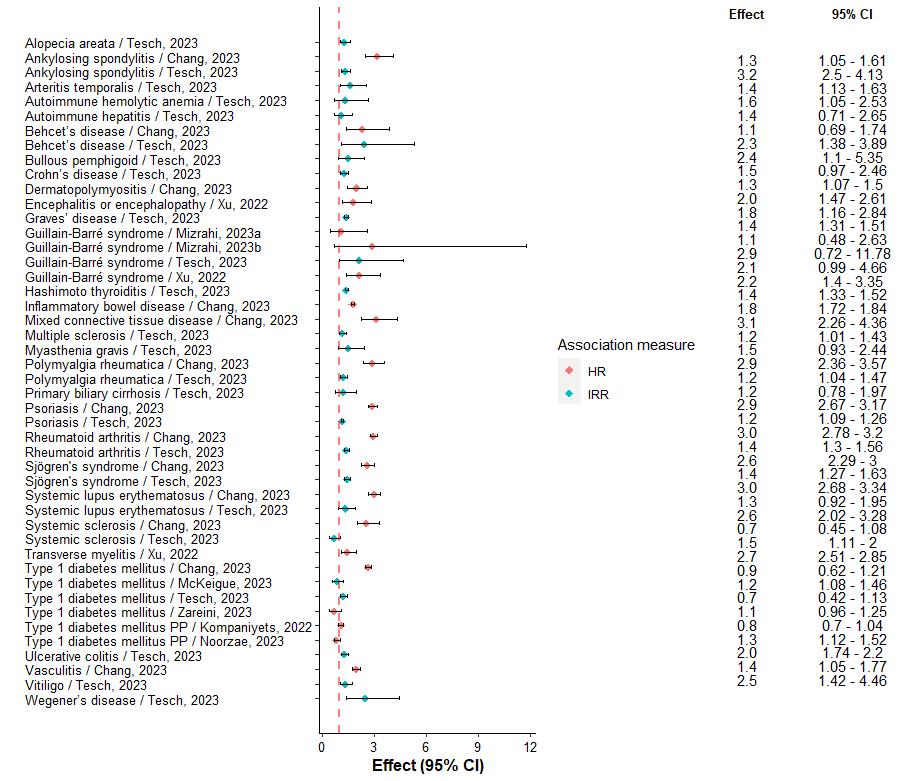 Effect 95% CI
Alopecia areata / Tesch, 2023
Ankylosing spondylitis / Chang, 2023 1.3 1.05 - 1.61
Ankylosing spondylitis / Tesch, 2023 3.2 2.5 - 4.13
Arteritis temporalis / Tesch, 2023 1.4 1.13 - 1.63
Autoimmune hemolytic anemia / Tesch, 2023 1.6 1.05 - 2.53
Autoimmune hepatitis / Tesch, 2023 1.4 0.71 - 2.65
Behcet's disease / Chang, 2023 1.1 0.69 - 1.74
Behcet's disease / Tesch, 2023 2.3 1.38 - 3.89
Bullous pemphigoid / Tesch, 2023 2.4 1.1 - 5.35
Crohn's disease / Tesch, 2023 1.5 0.97 - 2.46
Dermatopolymyositis / Chang, 2023 1.3 1.07 - 1.5
Encephalitis or encephalopathy / Xu, 2022 2.0 1.47 - 2.61
Graves' disease / Tesch, 2023 1.8 1.16 - 2.84
Guillain-Barré syndrome / Mizrahi, 2023a 1.4 1.31 - 1.51
Guillain-Barré syndrome / Mizrahi, 2023b 1.1 0.48 - 2.63
Guillain-Barré syndrome / Tesch, 2023 2.9 0.72 - 11.78
Guillain-Barré syndrome / Xu, 2022 2.1 0.99 - 4.66
Hashimoto thyroiditis / Tesch, 2023 2.2 1.4 - 3.35
Inflammatory bowel disease / Chang, 2023 1.4 1.33 - 1.52
Mixed connective tissue disease / Chang, 2023 1.8 1.72 - 1.84
Multiple sclerosis / Tesch, 2023 3.1 2.26 - 4.36
Myasthenia gravis / Tesch, 2023 1.2 1.01 - 1.43
Polymyalgia rheumatica / Chang, 2023 1.5 0.93 - 2.44
Polymyalgia rheumatica / Tesch, 2023 2.9 2.36 - 3.57
Primary biliary cirrhosis / Tesch, 2023 1.2 1.04 - 1.47
Psoriasis / Chang, 2023 1.2 0.78 - 1.97
Psoriasis / Tesch, 2023 2.9 2.67 - 3.17
Rheumatoid arthritis / Chang, 2023 1.2 1.09 - 1.26
Rheumatoid arthritis / Tesch, 2023 3.0 2.78 - 3.2
Sjögren's syndrome / Chang, 2023 1.4 1.3 - 1.56
Sjögren's syndrome / Tesch, 2023 2.6 2.29 - 3
Systemic lupus erythematosus / Chang, 2023 1.4 1.27 - 1.63
Systemic lupus erythematosus / Tesch, 2023 3.0 2.68 - 3.34
Systemic sclerosis / Chang, 2023 1.3 0.92 - 1.95
Systemic sclerosis / Tesch, 2023 2.6 2.02 - 3.28
Transverse myelitis / Xu, 2022 0.7 0.45 - 1.08
Type 1 diabetes mellitus / Chang, 2023 1.5 1.11 - 2
Type 1 diabetes mellitus / McKeigue, 2023 2.7 2.51 - 2.85
Type 1 diabetes mellitus / Tesch, 2023 0.9 0.62 - 1.21
Type 1 diabetes mellitus / Zareini, 2023 1.2 1.08 - 1.46
Type 1 diabetes mellitus PP / Kompaniyets, 2022 0.7 0.42 - 1.13
Type 1 diabetes mellitus PP / Noorzae, 2023 1.1 0.96 - 1.25
Ulcerative colitis / Tesch, 2023 0.8 0.7 - 1.04
Vasculitis / Chang, 2023 1.3 1.12 - 1.52
Vitiligo / Tesch, 2023 2.0 1.74 - 2.2
Wegener's disease / Tesch, 2023 1.4 1.05 - 1.77
2.5 1.42 - 4.46
Association measure
HR
IRR
0 3 6 9 12
Effect (95% CI)